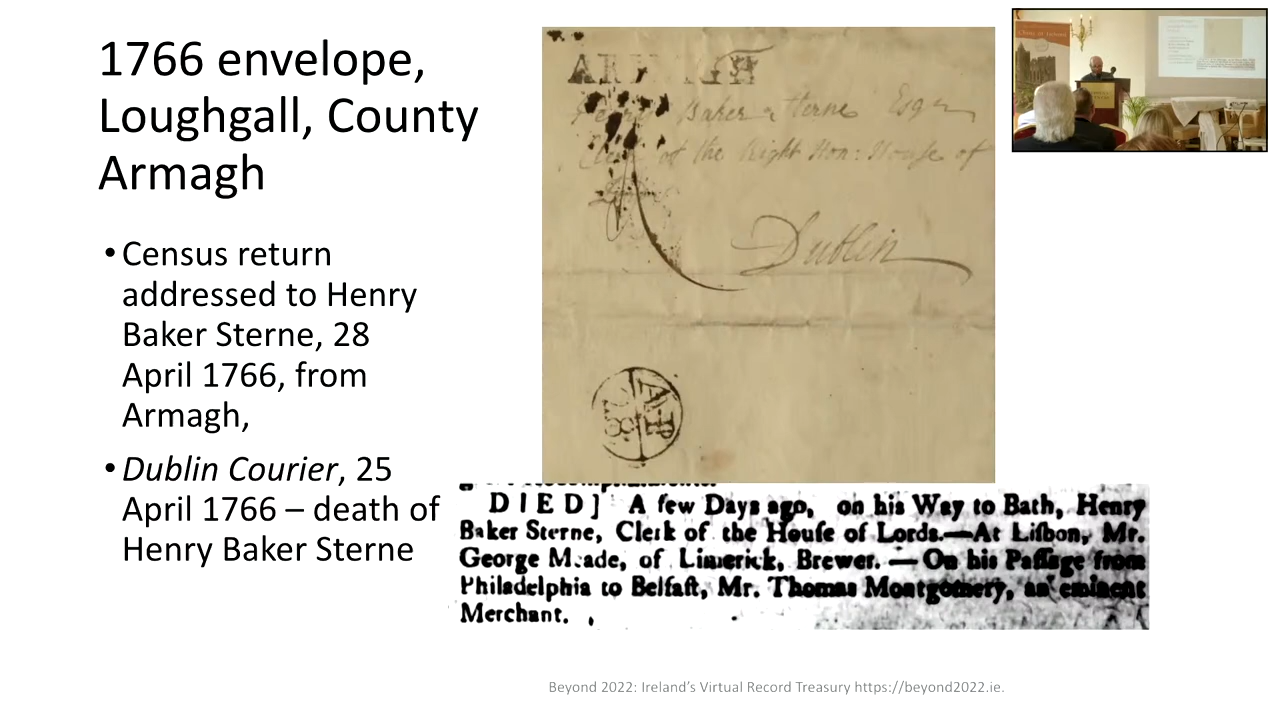 1766 envelope,
Loughgall, County
Armagh
•Census return
addressed to Henry
Baker Sterne, 28
April 1766, from
Armagh,
•Dublin Courier, 25
April 1766 – death of
Henry Baker Sterne
Baker Sterne Esqr
of the Right Hon: House of
Dublin
AP
28
DIED] A few Days ago, on his Way to Bath, Henry
Baker Sterne, Clerk of the Houſe of Lords.—At Liſbon, Mr.
George Meade, of Limerick, Brewer. — On his Paſſage from
Philadelphia to Belfaſt, Mr. Thomas Montgomery, an eminent
Merchant.
Beyond 2022: Ireland’s Virtual Record Treasury https://beyond2022.ie.